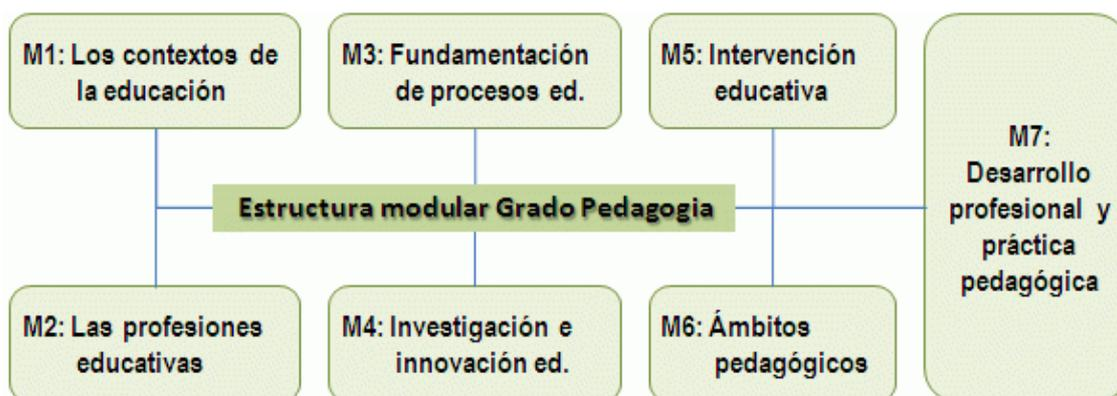 M1: Los contextos de
la educación
M3: Fundamentación
de procesos ed.
M5: Intervención
educativa
M7:
Desarrollo
profesional y
práctica
pedagógica
Estructura modular Grado Pedagogia
M2: Las profesiones
educativas
M4: Investigación e
innovación ed.
M6: Ámbitos
pedagógicos